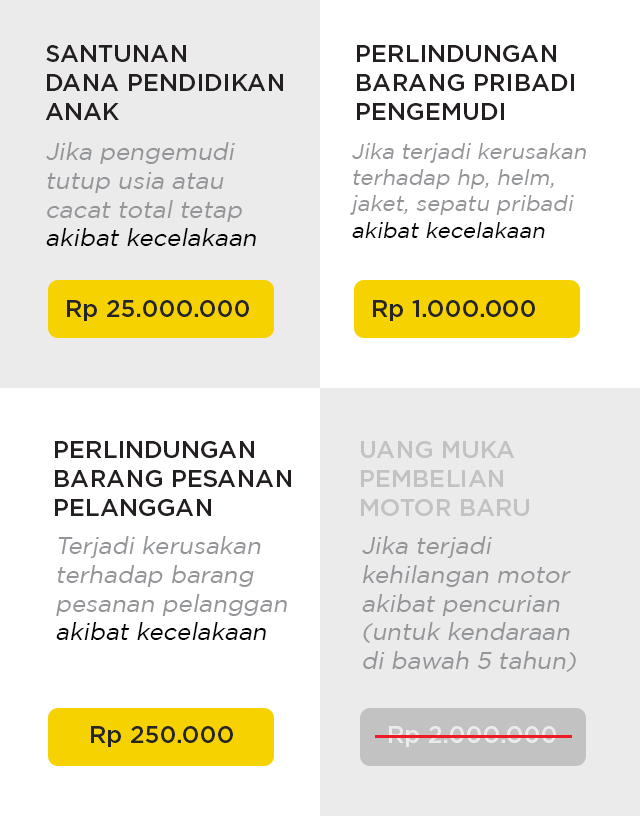 SANTUNAN
DANA PENDIDIKAN
ANAK
Jika pengemudi
tutup usia atau
cacat total tetap
akibat kecelakaan
Rp 25.000.000
PERLINDUNGAN
BARANG PRIBADI
PENGEMUDI
Jika terjadi kerusakan
terhadap hp, helm,
jaket, sepatu pribadi
akibat kecelakaan
Rp 1.000.000
PERLINDUNGAN
BARANG PESANAN
PELANGGAN
Terjadi kerusakan
terhadap barang
pesanan pelanggan
akibat kecelakaan
Rp 250.000
UANG MUKA
PEMBELIAN
MOTOR BARU
Jika terjadi
kehilangan motor
akibat pencurian
(untuk kendaraan
di bawah 5 tahun)
Rp 2.000.000